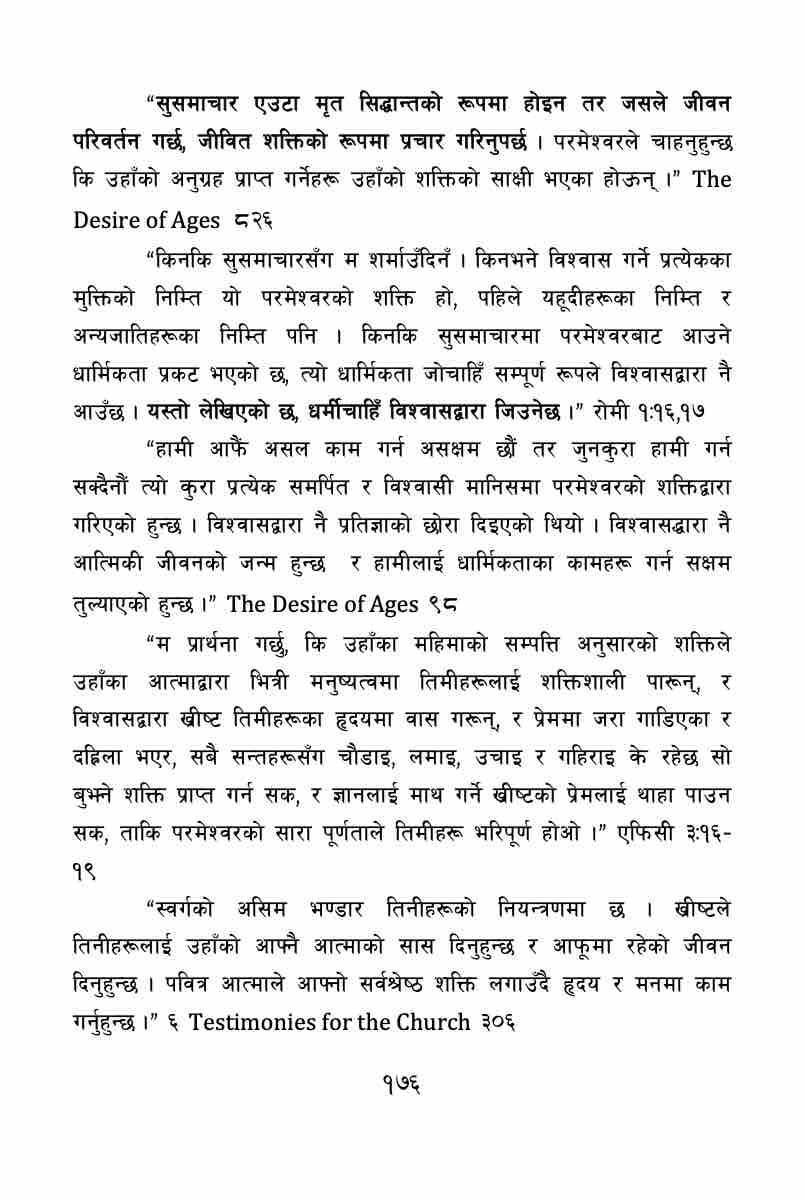 “सुसमाचार एउटा मृत सिद्धान्तको रूपमा होइन तर जसले जीवन
परिवर्तन गर्छ, जीवित शक्तिको रूपमा प्रचार गरिनुपर्छ । परमेश्वरले चाहनुहुन्छ
कि उहाँको अनुग्रह प्राप्त गर्नेहरू उहाँको शक्तिको साक्षी भएका होऊन् ।” The
Desire of Ages ८२६
“किनकि सुसमाचारसँग म शर्माउँदिनँ । किनभने विश्वास गर्ने प्रत्येकका
मुक्तिको निम्ति यो परमेश्वरको शक्ति हो, पहिले यहूदीहरूका निम्ति र
अन्यजातिहरूका निम्ति पनि । किनकि सुसमाचारमा परमेश्वरबाट आउने
धार्मिकता प्रकट भएको छ, त्यो धार्मिकता जोचाहिँ सम्पूर्ण रूपले विश्वासद्वारा नै
आउँछ । यस्तो लेखिएको छ, धर्मीचाहिँ विश्वासद्वारा जिउनेछ ।” रोमी १:१६,१७
“हामी आफैं असल काम गर्न असक्षम छौं तर जुनकुरा हामी गर्न
सक्दैनौं त्यो कुरा प्रत्येक समर्पित र विश्वासी मानिसमा परमेश्वरको शक्तिद्वारा
गरिएको हुन्छ । विश्वासद्वारा नै प्रतिज्ञाको छोरा दिइएको थियो । विश्वासद्धारा नै
आत्मिकी जीवनको जन्म हुन्छ र हामीलाई धार्मिकताका कामहरू गर्न सक्षम
तुल्याएको हुन्छ ।” The Desire of Ages ९८
“म प्रार्थना गर्छु, कि उहाँका महिमाको सम्पत्ति अनुसारको शक्तिले
उहाँका आत्माद्वारा भित्री मनुष्यत्वमा तिमीहरूलाई शक्तिशाली पारून्, र
विश्वासद्वारा ख्रीष्ट तिमीहरूका हृदयमा वास गरून्, र प्रेममा जरा गाडिएका र
दह्रिला भएर, सबै सन्तहरूसँग चौडाइ, लमाइ, उचाइ र गहिराइ के रहेछ सो
बुझ्ने शक्ति प्राप्त गर्न सक, र ज्ञानलाई माथ गर्ने ख्रीष्टको प्रेमलाई थाहा पाउन
सक, ताकि परमेश्वरको सारा पूर्णताले तिमीहरू भरिपूर्ण होओ ।” एफिसी ३:१६-
१९
“स्वर्गको असिम भण्डार तिनीहरूको नियन्त्रणमा छ । ख्रीष्टले
तिनीहरूलाई उहाँको आफ्नै आत्माको सास दिनुहुन्छ र आफूमा रहेको जीवन
दिनुहुन्छ । पवित्र आत्माले आफ्नो सर्वश्रेष्ठ शक्ति लगाउँदै हृदय र मनमा काम
गर्नुहुन्छ ।” ६ Testimonies for the Church ३०६
१७६